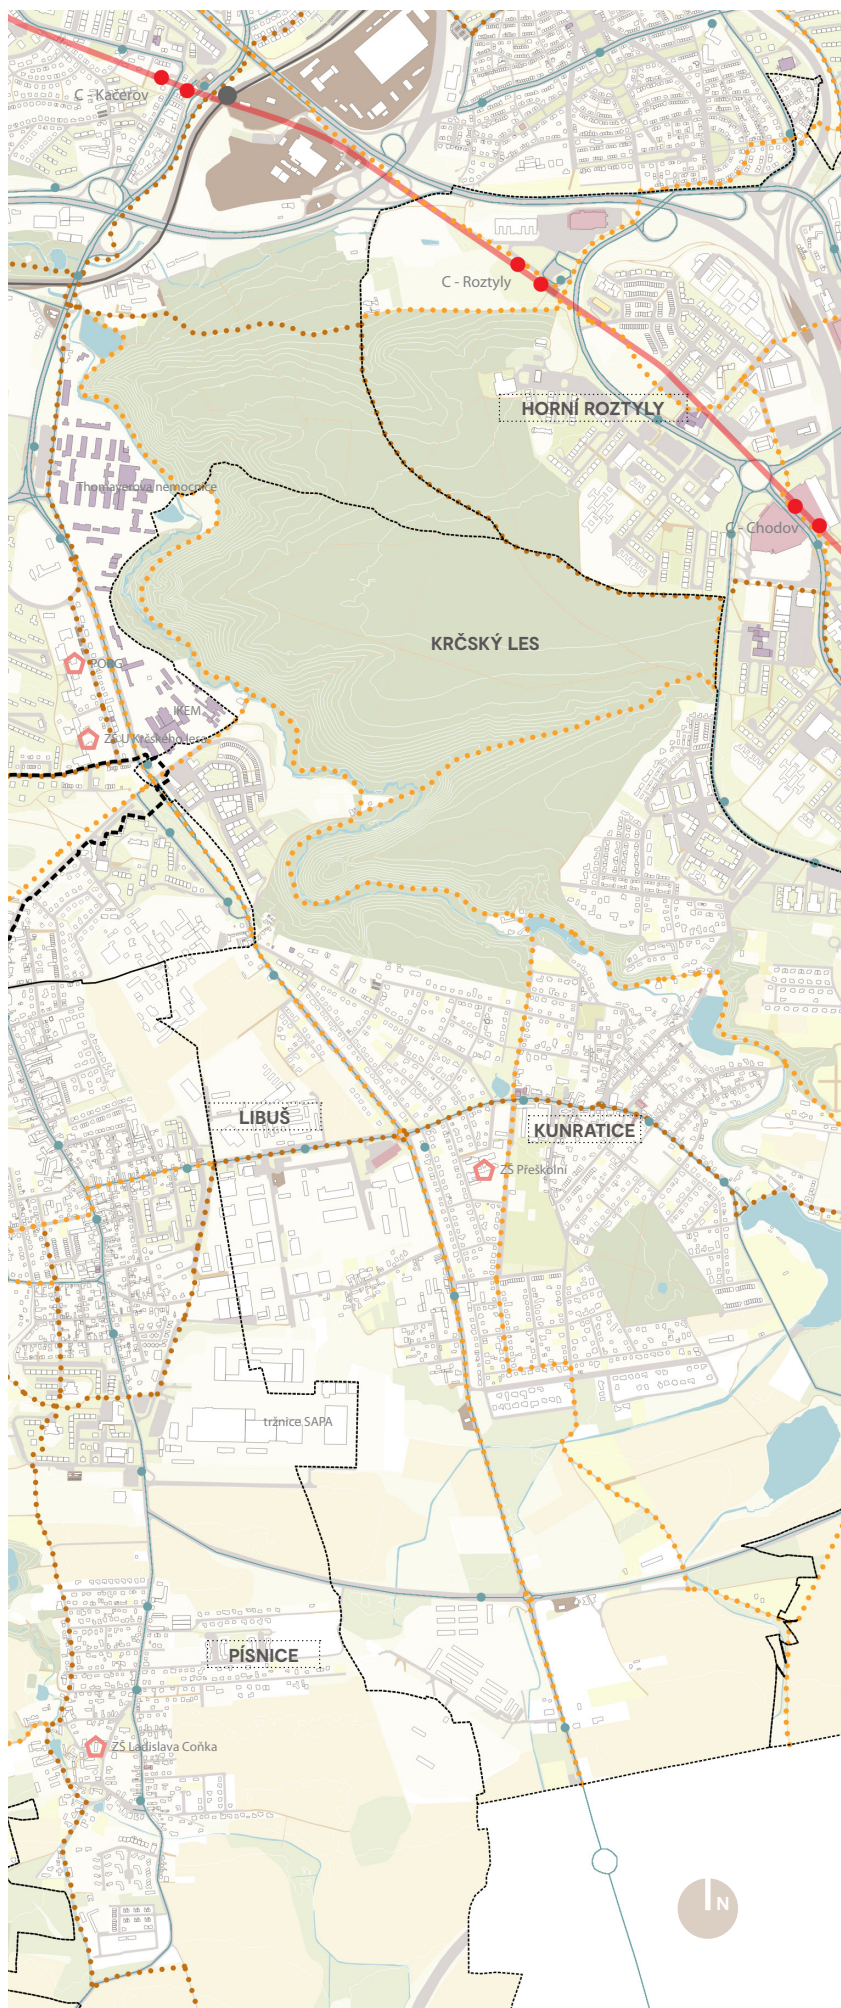 C - Kačerov
C - Roztyly
HORNÍ ROZTYLY
Thomayerova nemocnice
C - Chodov
KRČSKÝ LES
PORG
IKEM
ZŠ U Krčského lesa
LIBUŠ
KUNRATICE
ZŠ Přeškolní
tržnice SAPA
PÍSNICE
ZŠ Ladislava Coňka
N